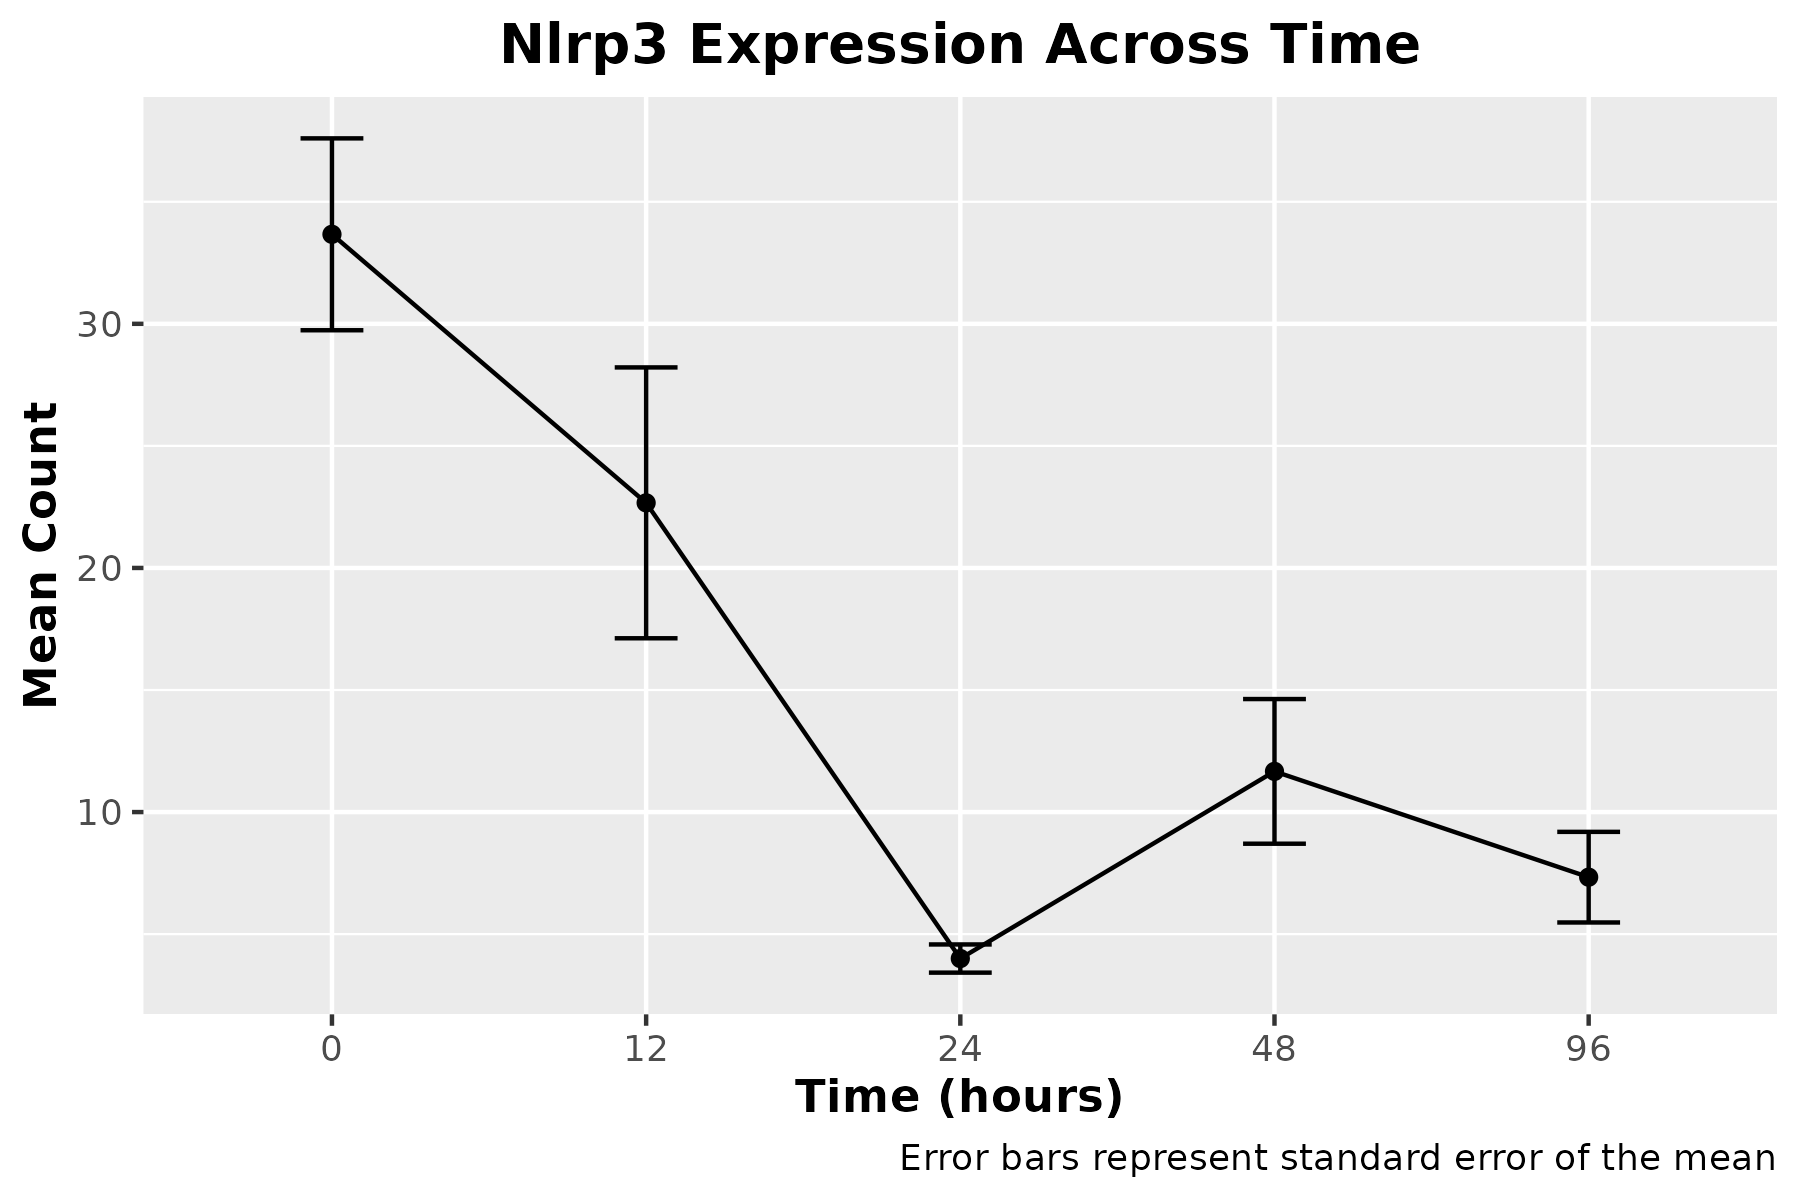 Nlrp3 Expression Across Time
Mean Count
30
20
10
0 12 24 48 96
Time (hours)
Error bars represent standard error of the mean